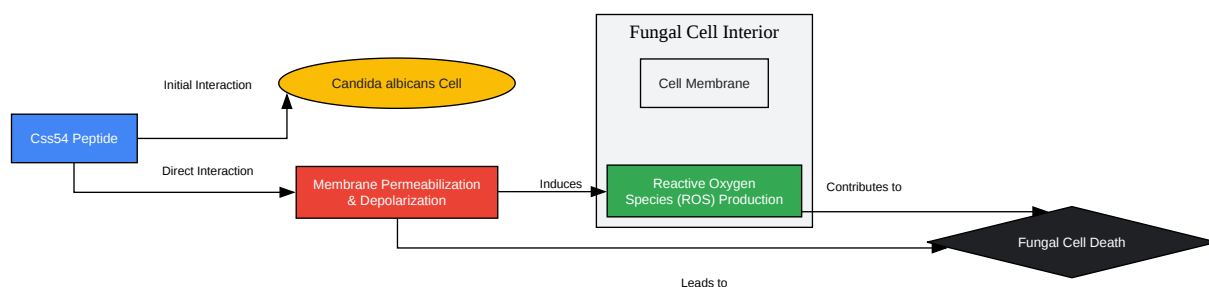 Fungal Cell Interior
Initial Interaction
Candida albicans Cell
Cell Membrane
Css54 Peptide
Direct Interaction
Membrane Permeabilization
& Depolarization
Induces
Reactive Oxygen
Species (ROS) Production
Contributes to
Fungal Cell Death
Leads to